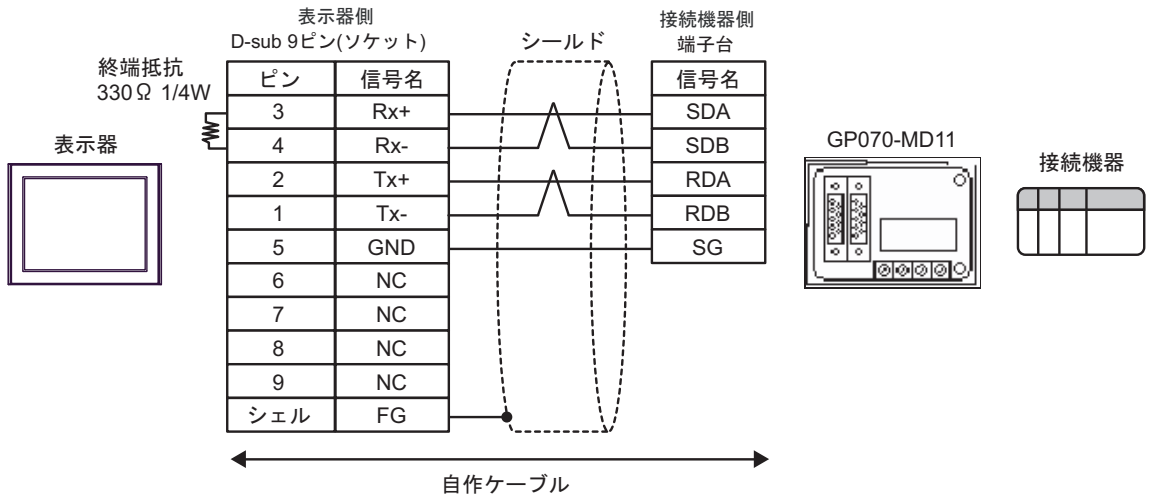 表示器側
D-sub 9ピン(ソケット)
シールド
接続機器側
端子台
終端抵抗
330Ω 1/4W
ピン 信号名 信号名
3 Rx+ SDA
4 Rx- SDB
2 Tx+ RDA
1 Tx- RDB
5 GND SG
6 NC
7 NC
8 NC
9 NC
シェル FG
表示器
GP070-MD11
接続機器
自作ケーブル